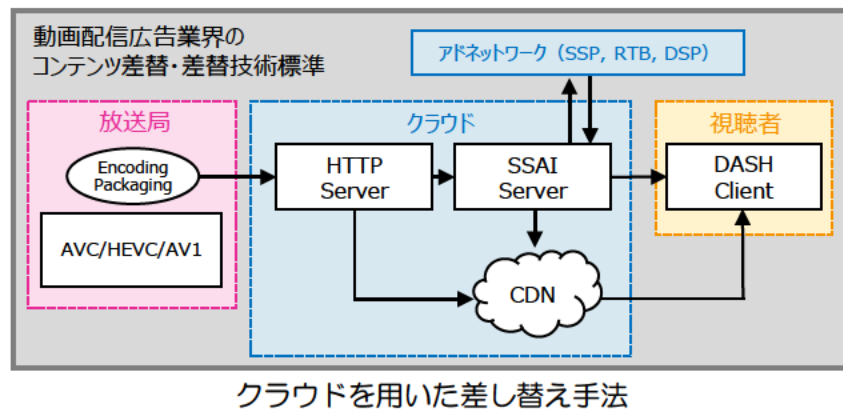 動画配信広告業界の
コンテンツ差替・差替技術標準
アドネットワーク（SSP, RTB, DSP）
放送局
クラウド
視聴者
Encoding
Packaging
HTTP
Server
SSAI
Server
DASH
Client
AVC/HEVC/AV1
CDN
クラウドを用いた差し替え手法